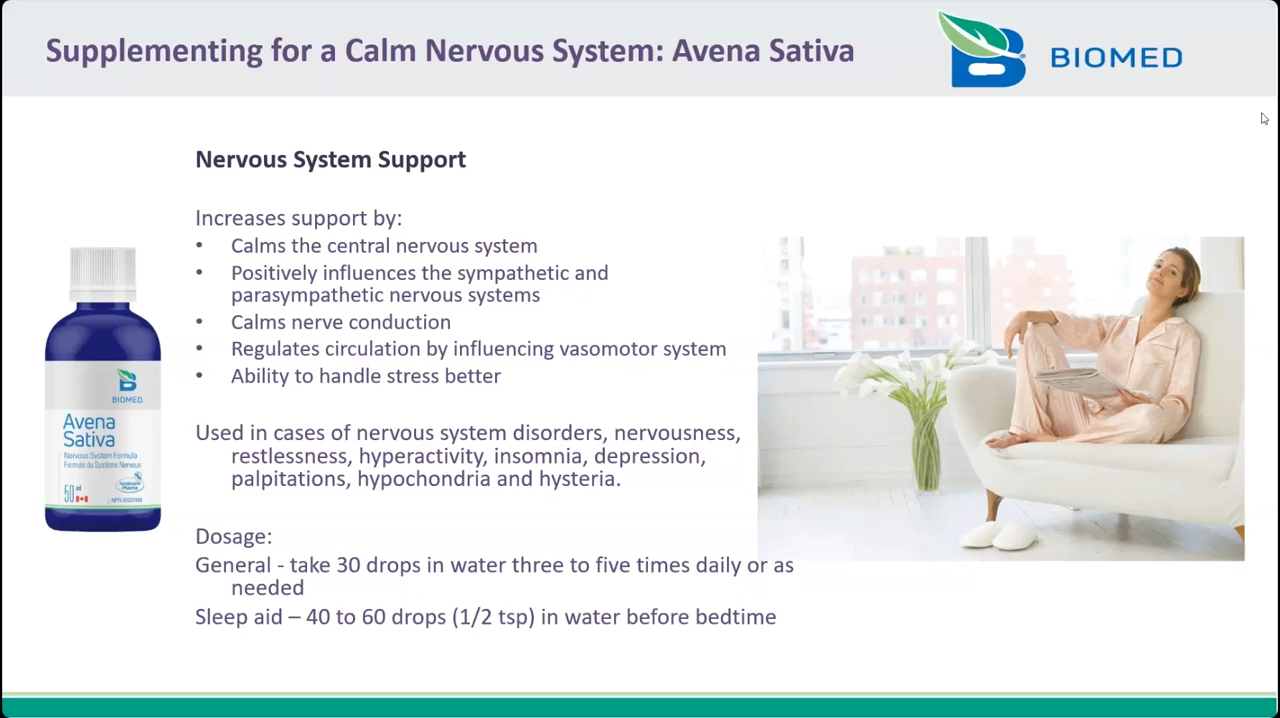 Supplementing for a Calm Nervous System: Avena Sativa
BIOMED
Nervous System Support
Increases support by:
• Calms the central nervous system
• Positively influences the sympathetic and
parasympathetic nervous systems
• Calms nerve conduction
• Regulates circulation by influencing vasomotor system
• Ability to handle stress better
Used in cases of nervous system disorders, nervousness,
restlessness, hyperactivity, insomnia, depression,
palpitations, hypochondria and hysteria.
Dosage:
General - take 30 drops in water three to five times daily or as
needed
Sleep aid – 40 to 60 drops (1/2 tsp) in water before bedtime
BIOMED
Avena
Sativa
Nervous System Formula
Formule du Système Nerveux
50 ml